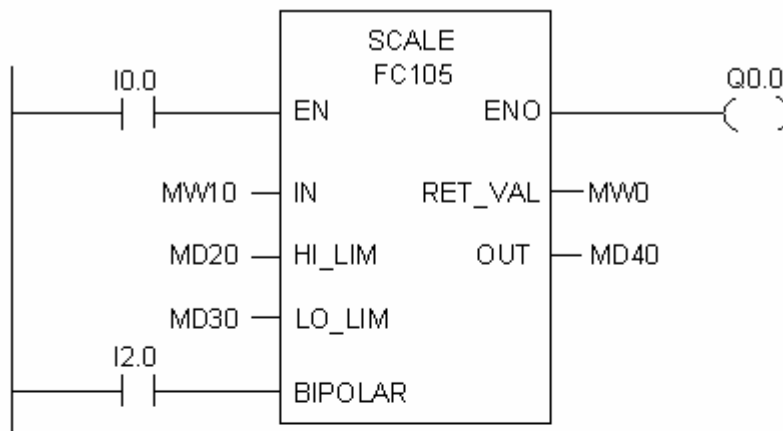 SCALE
FC105
I0.0
Q0.0
EN ENO
MW10 IN RET_VAL MW0
MD20 HI_LIM OUT MD40
MD30 LO_LIM
I2.0
BIPOLAR